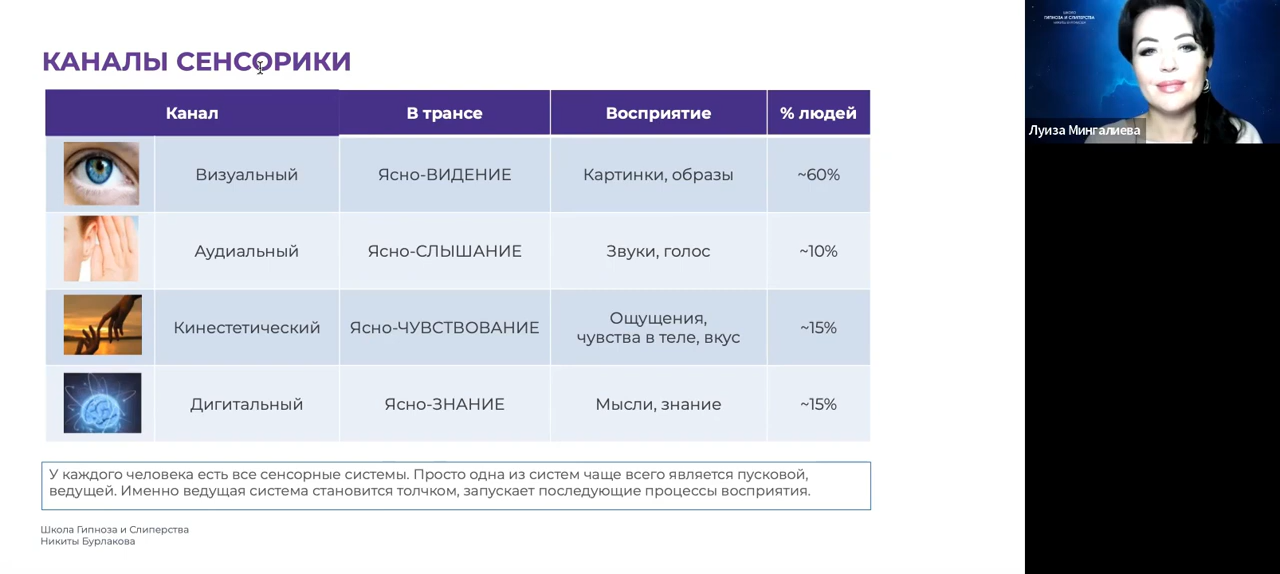 КАНАЛЫ СЕНСОРИКИ
Канал
В трансе
Восприятие
% людей
Визуальный
Ясно-ВИДЕНИЕ
Картинки, образы
~60%
Аудиальный
Ясно-СЛЫШАНИЕ
Звуки, голос
~10%
Кинестетический
Ясно-ЧУВСТВОВАНИЕ
Ощущения,
чувства в теле, вкус
~15%
Дигитальный
Ясно-ЗНАНИЕ
Мысли, знание
~15%
У каждого человека есть все сенсорные системы. Просто одна из систем чаще всего является пусковой,
ведущей. Именно ведущая система становится толчком, запускает последующие процессы восприятия.
Школа Гипноза и Слиперства
Никиты Бурлакова
ГИПНОЗА И СЛИПЕРСТВА
Луиза Мингалиева